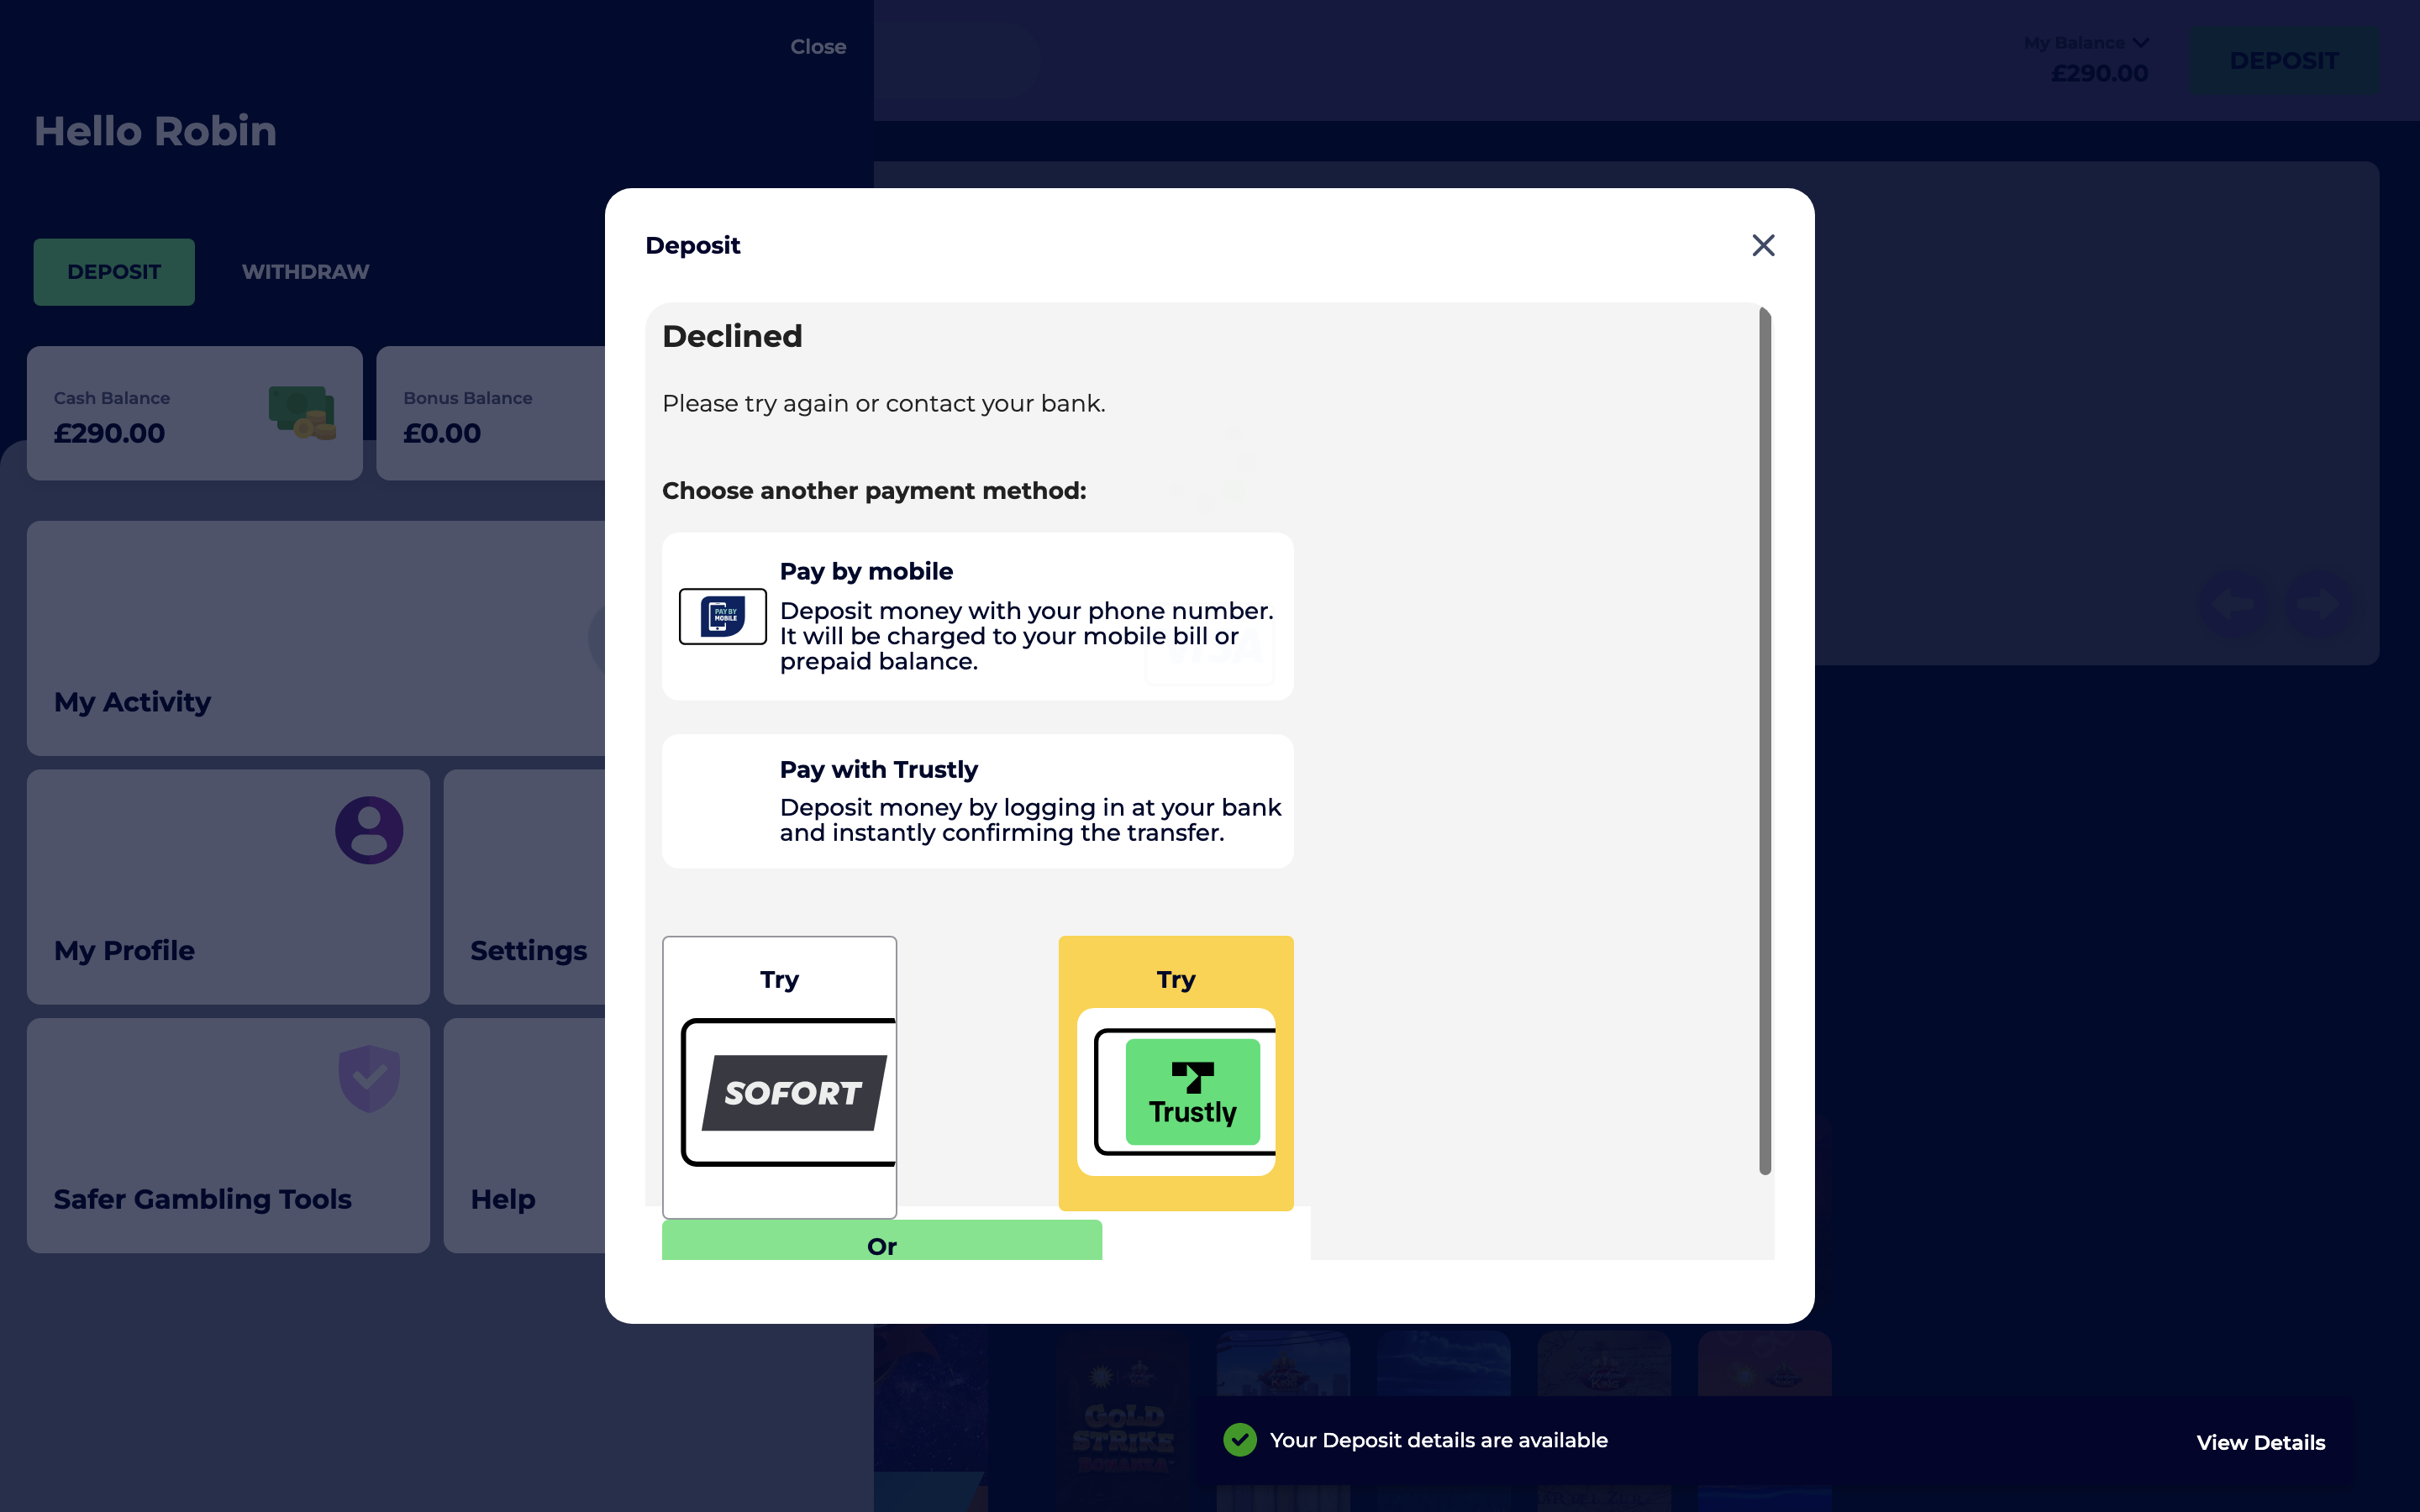 Close
My Balance
£290.00
DEPOSIT
Hello Robin
DEPOSIT
WITHDRAW
Cash Balance
£290.00
Bonus Balance
£0.00
My Activity
My Profile
Settings
Safer Gambling Tools
Help
Deposit
Declined
Please try again or contact your bank.
Choose another payment method:
PAY BY
MOBILE
Pay by mobile
Deposit money with your phone number.
It will be charged to your mobile bill or
prepaid balance.
Pay with Trustly
Deposit money by logging in at your bank
and instantly confirming the transfer.
Try
SOFORT
Try
Trustly
Or
GOLD
STRIKE
BONANZA
Your Deposit details are available
View Details